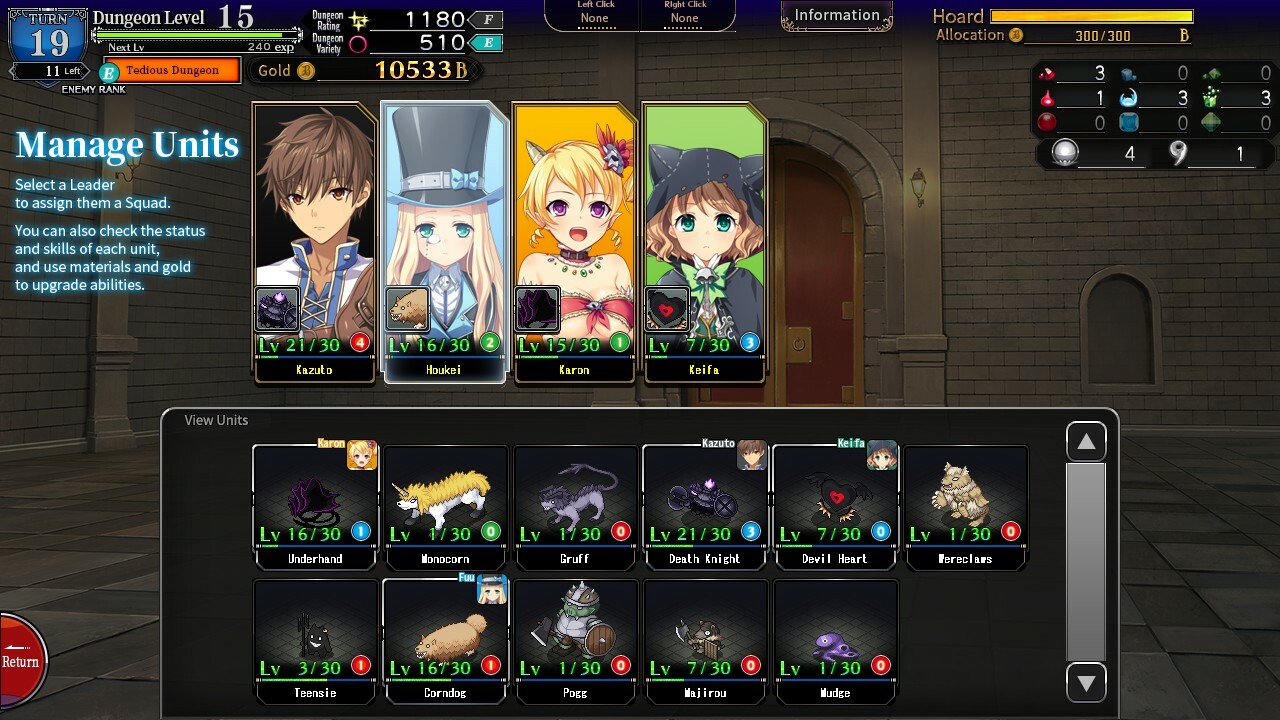 TURN
19
11 Left
Dungeon Level 15
Next Lv 240 exp
E Tedious Dungeon
ENEMY RANK
Dungeon Rating 1180 F
Dungeon Variety 510 E
Gold B 10533 B
Left Click
None
Right Click
None
Information
Hoard
Allocation B 300/300 B
3 0 0
1 3 3
0 0 0
4 1
Manage Units
Select a Leader
to assign them a Squad.
You can also check the status
and skills of each unit,
and use materials and gold
to upgrade abilities.
Lv 21/30 4
Kazuto
Lv 16/30 2
Houkei
Lv 15/30 1
Karon
Lv 7/30 3
Keifa
View Units
Karon
Lv 16/30 1
Underhand
Lv 1/30 0
Monocorn
Lv 1/30 0
Gruff
Kazuto
Lv 21/30 3
Death Knight
Keifa
Lv 7/30 0
Devil Heart
Lv 1/30 0
Wereclaws
Lv 3/30 1
Teensie
Fuu
Lv 16/30 1
Corndog
Lv 1/30 0
Pogg
Lv 7/30 0
Majirou
Lv 1/30 0
Mudge
Return